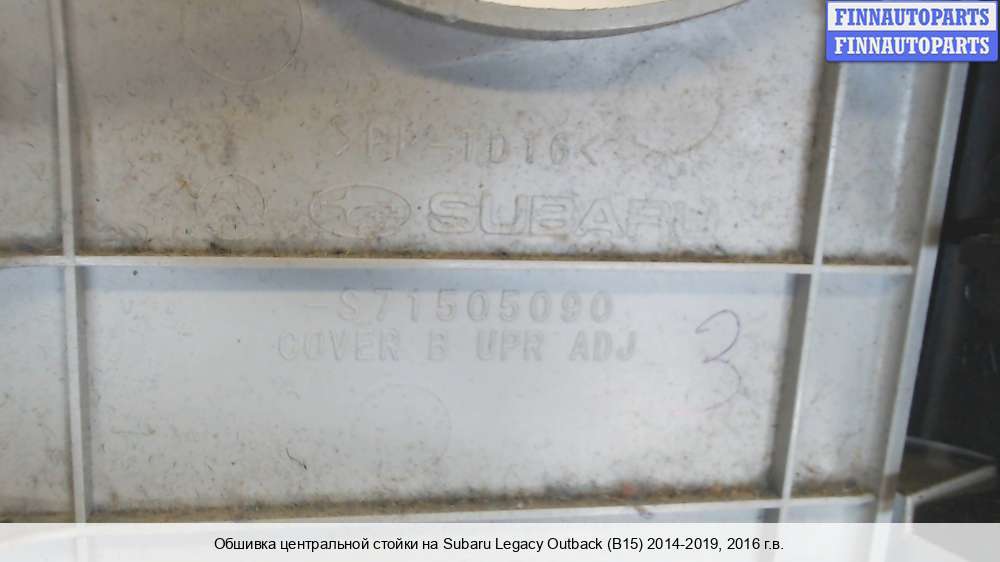 FINNAUTOPARTS
FINNAUTOPARTS
SUBARU
S71505090
COVER B UPR ADJ
3
Обшивка центральной стойки на Subaru Legacy Outback (B15) 2014-2019, 2016 г.в.